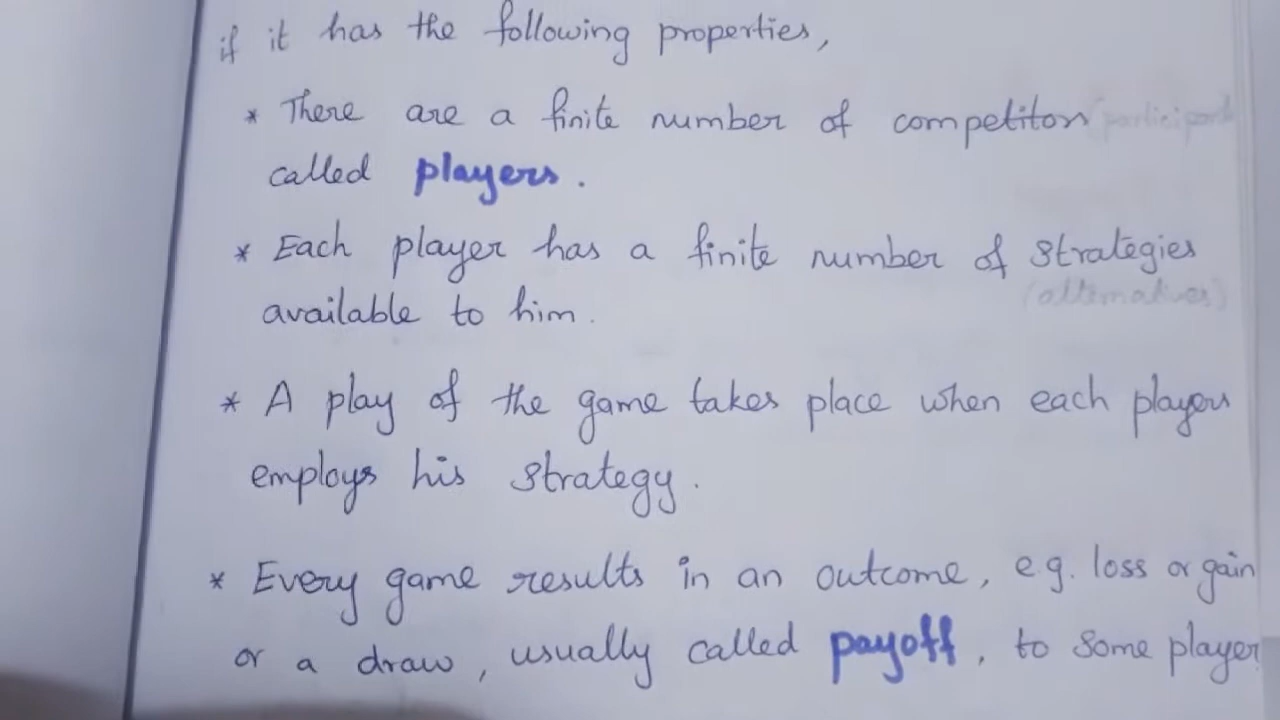 if it has the following properties,
* There are a finite number of competitors (participants
called players.
* Each player has a finite number of strategies
(alternatives)
available to him.
* A play of the game takes place when each players
employs his strategy.
* Every game results in an outcome, e.g. loss or gain
or a draw, usually called payoff, to some player